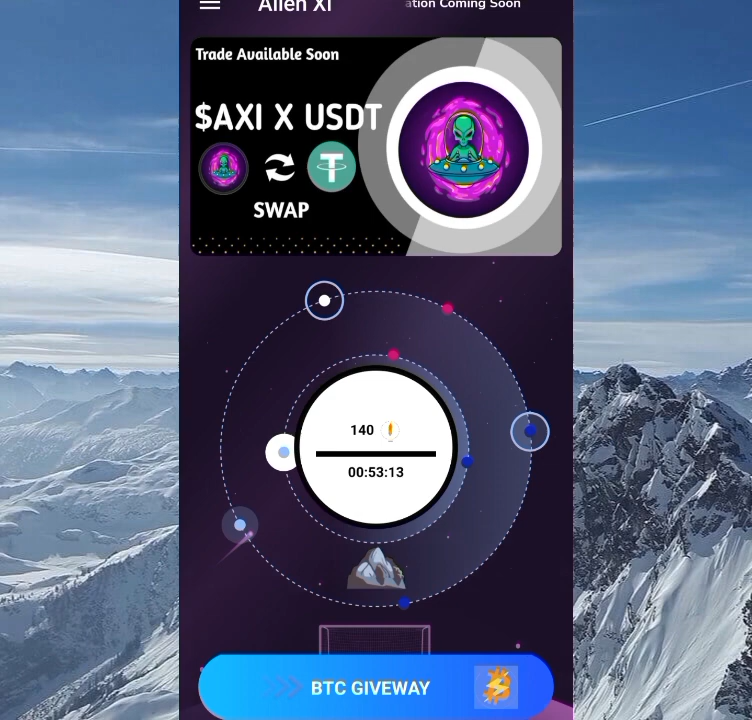 Alien XI
ation Coming Soon
Trade Available Soon
$AXI X USDT
SWAP
140
00:53:13
BTC GIVEWAY